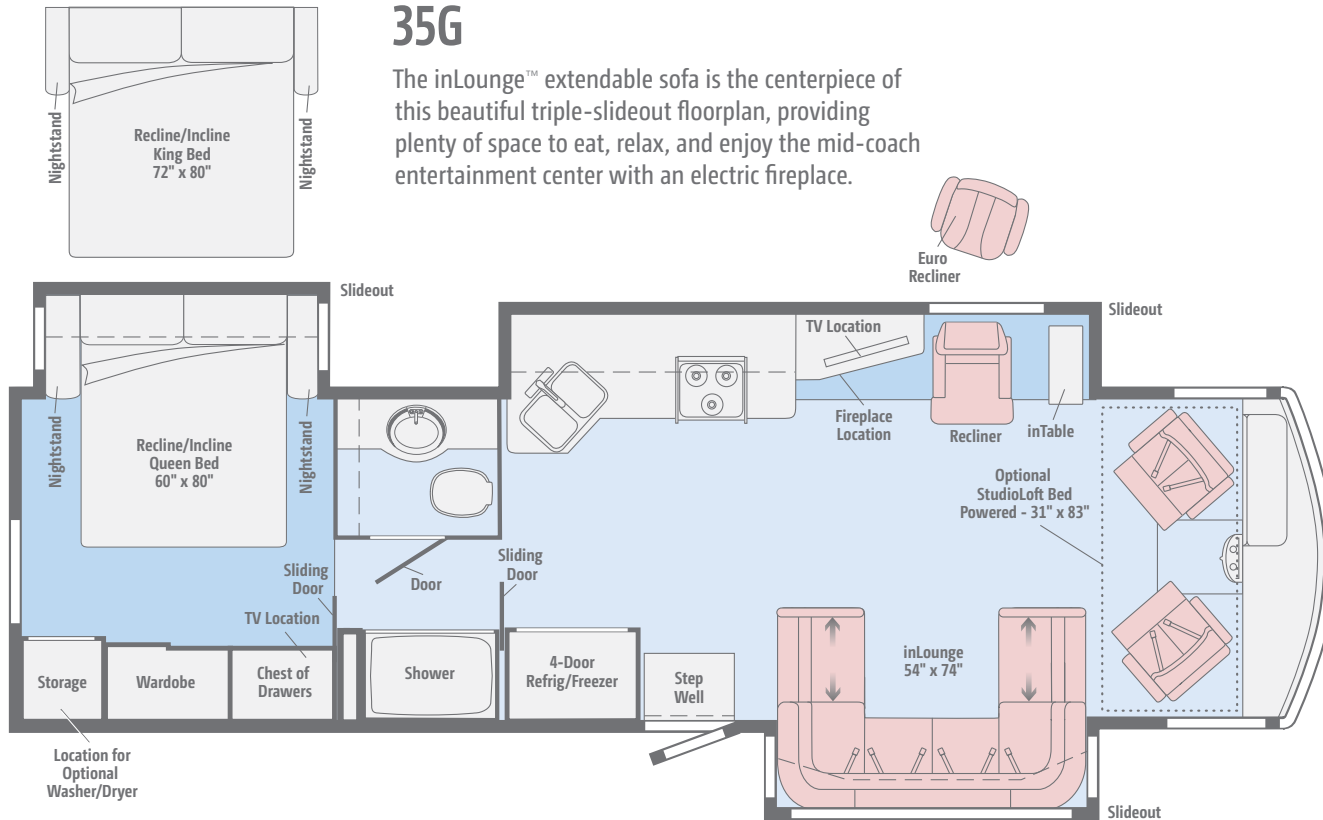 35G
The inLounge™ extendable sofa is the centerpiece of
this beautiful triple-slideout floorplan, providing
plenty of space to eat, relax, and enjoy the mid-coach
entertainment center with an electric fireplace.
Nightstand
Recline/Incline
King Bed
72" x 80"
Nightstand
Euro
Recliner
Slideout
Slideout
TV Location
Fireplace
Location
Recliner
inTable
Nightstand
Recline/Incline
Queen Bed
60" x 80"
Nightstand
Optional
StudioLoft Bed
Powered - 31" x 83"
Sliding
Door
Door
Sliding
Door
TV Location
Storage
Wardobe
Chest of
Drawers
Shower
4-Door
Refrig/Freezer
Step
Well
inLounge
54" x 74"
Location for
Optional
Washer/Dryer
Slideout